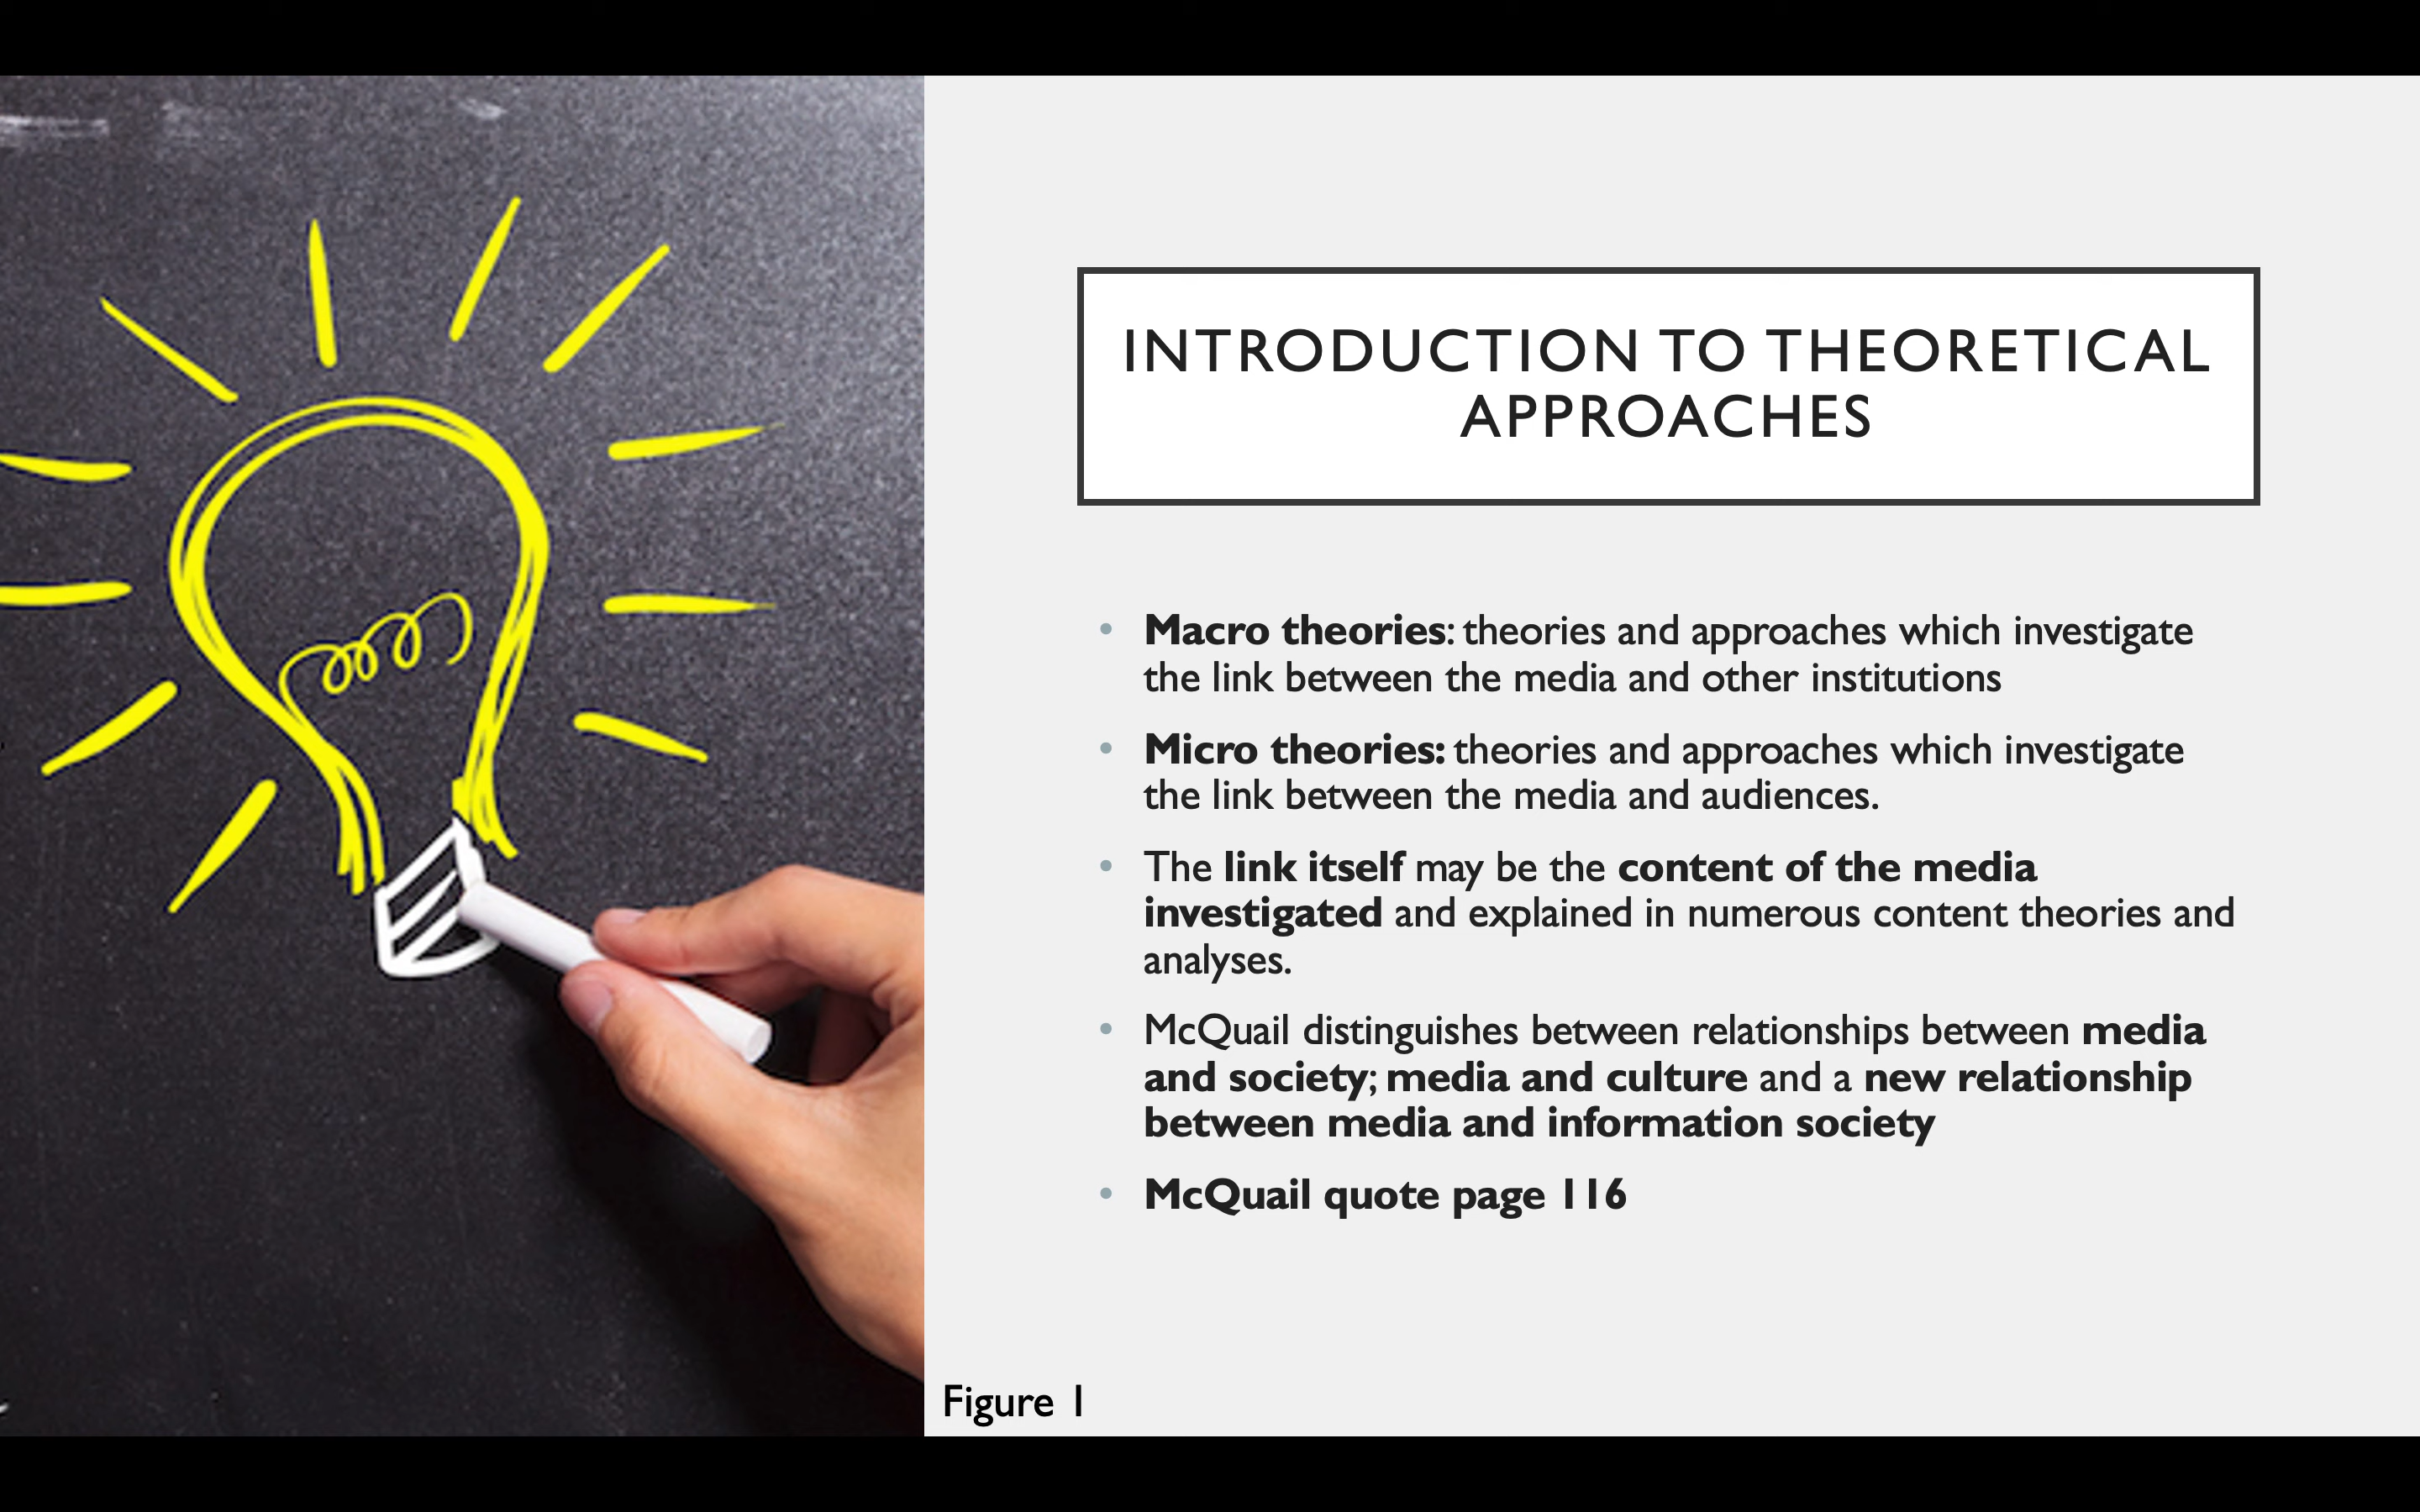 INTRODUCTION TO THEORETICAL
APPROACHES
• Macro theories: theories and approaches which investigate
the link between the media and other institutions
• Micro theories: theories and approaches which investigate
the link between the media and audiences.
• The link itself may be the content of the media
investigated and explained in numerous content theories and
analyses.
• McQuail distinguishes between relationships between media
and society; media and culture and a new relationship
between media and information society
• McQuail quote page 116
Figure 1